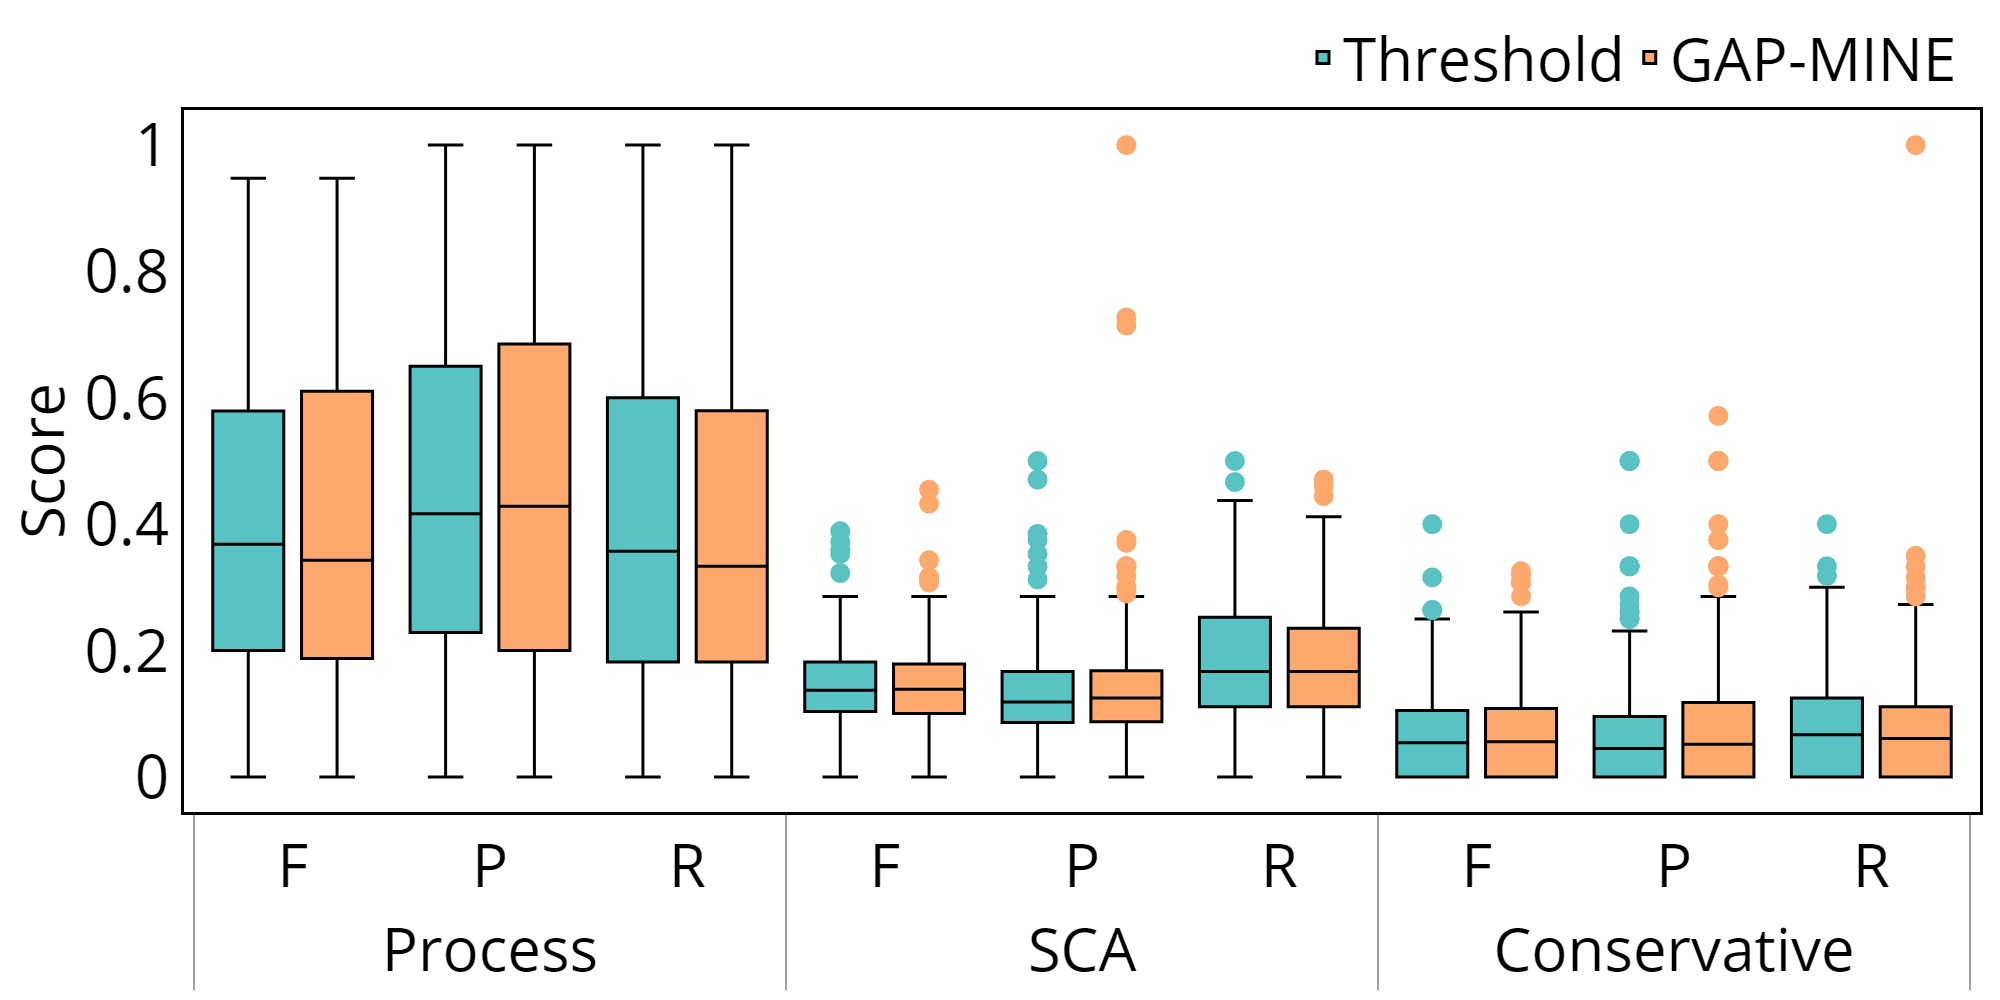 Threshold GAP-MINE
1
0.8
0.6
0.4
0.2
0
Score
F P R F P R F P R
Process SCA Conservative